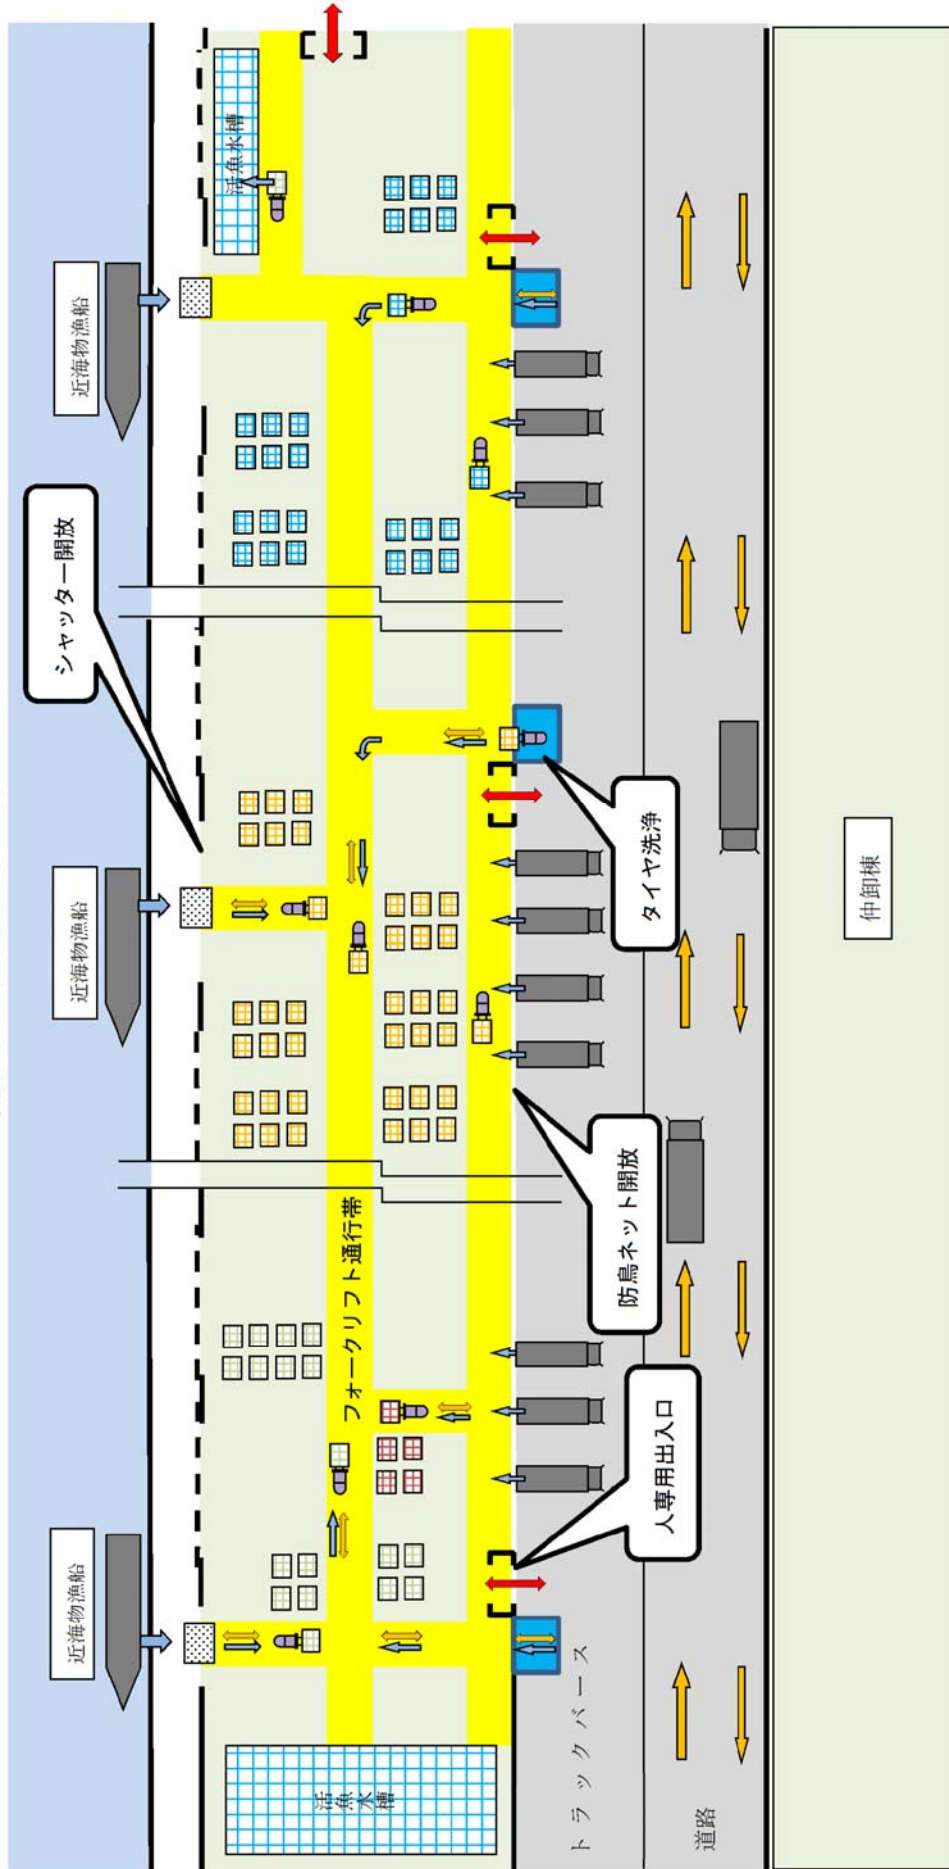 近海物漁船
近海物漁船
近海物漁船
シャッター開放
活魚水槽
活魚水槽
フォークリフト通行帯
人専用出入口
防鳥ネット開放
タイヤ洗浄
トラックバース
道路
仲卸棟